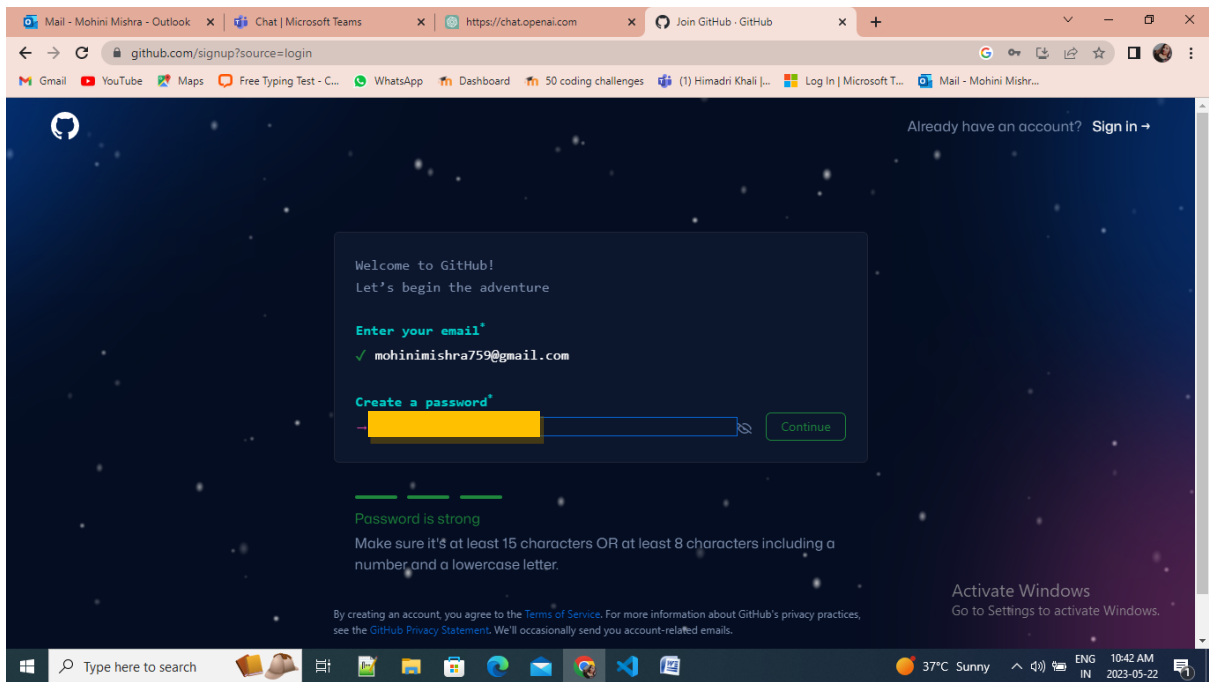 Mail - Mohini Mishra - Outlook
Chat | Microsoft Teams
https://chat.openai.com
Join GitHub · GitHub
github.com/signup?source=login
Gmail
YouTube
Maps
Free Typing Test - C...
WhatsApp
Dashboard
50 coding challenges
(1) Himadri Khali |...
Log In | Microsoft T...
Mail - Mohini Mishr...
Already have an account? Sign in →
Welcome to GitHub!
Let’s begin the adventure
Enter your email*
✓ mohinimishra759@gmail.com
Create a password*
→
Continue
Password is strong
Make sure it's at least 15 characters OR at least 8 characters including a
number and a lowercase letter.
By creating an account, you agree to the Terms of Service. For more information about GitHub's privacy practices,
see the GitHub Privacy Statement. We'll occasionally send you account-related emails.
Activate Windows
Go to Settings to activate Windows.
Type here to search
37°C Sunny
ENG
IN
10:42 AM
2023-05-22
1